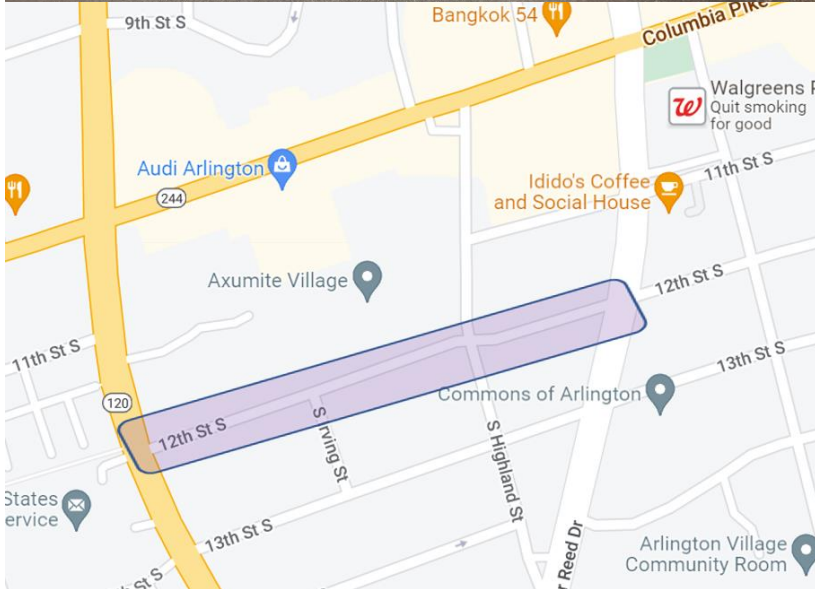 9th St S
Bangkok 54
Columbia Pike
Walgreens
Quit smoking
for good
Audi Arlington
244
Idido's Coffee
and Social House
11th St S
Axumite Village
12th St S
11th St S
120
12th St S
13th St S
Commons of Arlington
S Irving St
S Highland St
States
ervice
13th St S
Reed Dr
Arlington Village
Community Room
St S